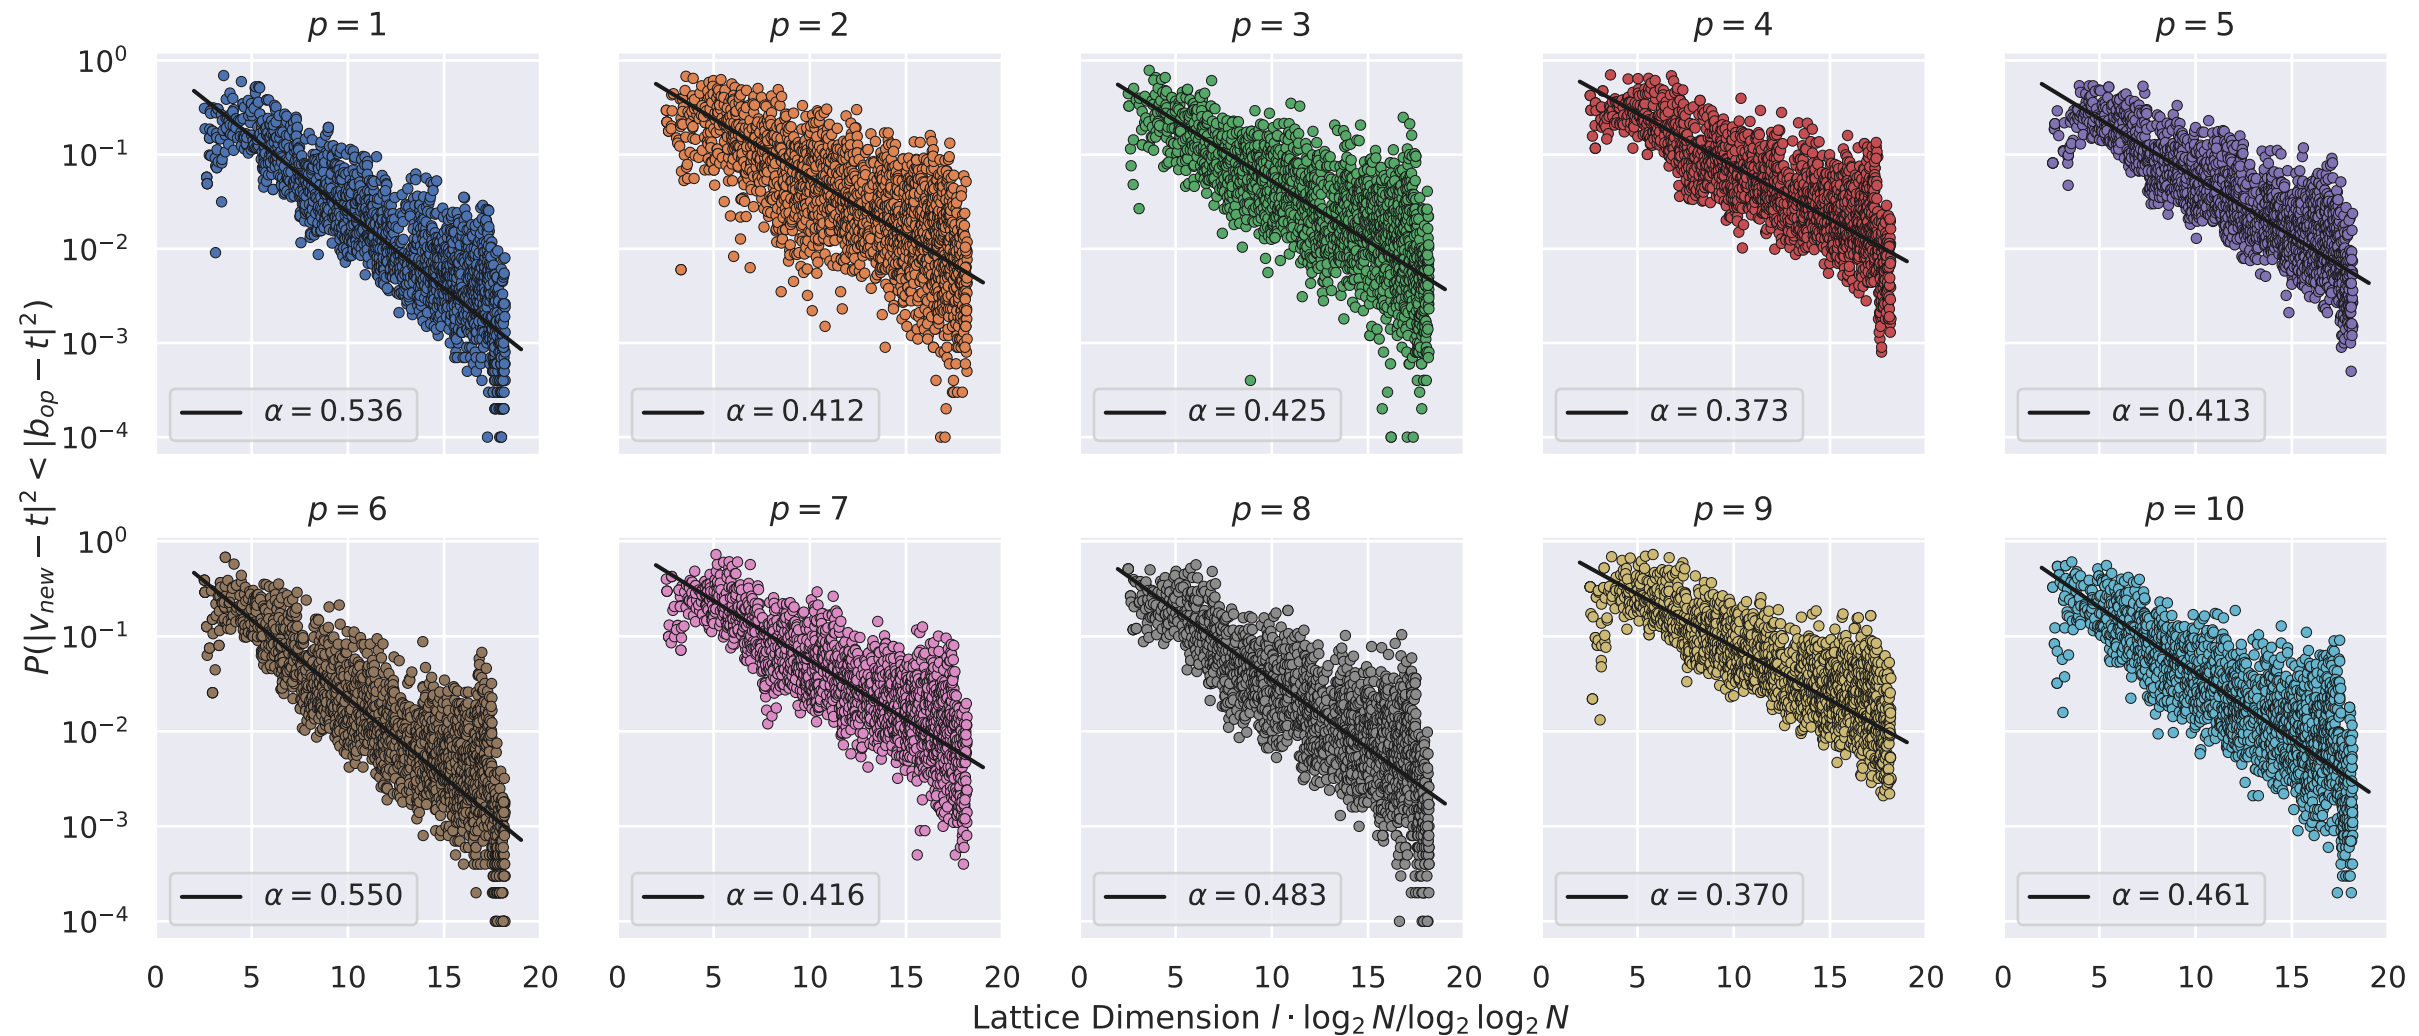 p = 1
p = 2
p = 3
p = 4
p = 5
10⁰
10⁻¹
10⁻²
10⁻³
10⁻⁴
α = 0.536
α = 0.412
α = 0.425
α = 0.373
α = 0.413
P(|v_new − t|² < |b_op − t|²)
p = 6
p = 7
p = 8
p = 9
p = 10
10⁰
10⁻¹
10⁻²
10⁻³
10⁻⁴
α = 0.550
α = 0.416
α = 0.483
α = 0.370
α = 0.461
0 5 10 15 20
0 5 10 15 20
0 5 10 15 20
0 5 10 15 20
0 5 10 15 20
Lattice Dimension l · log₂ N/log₂ log₂ N